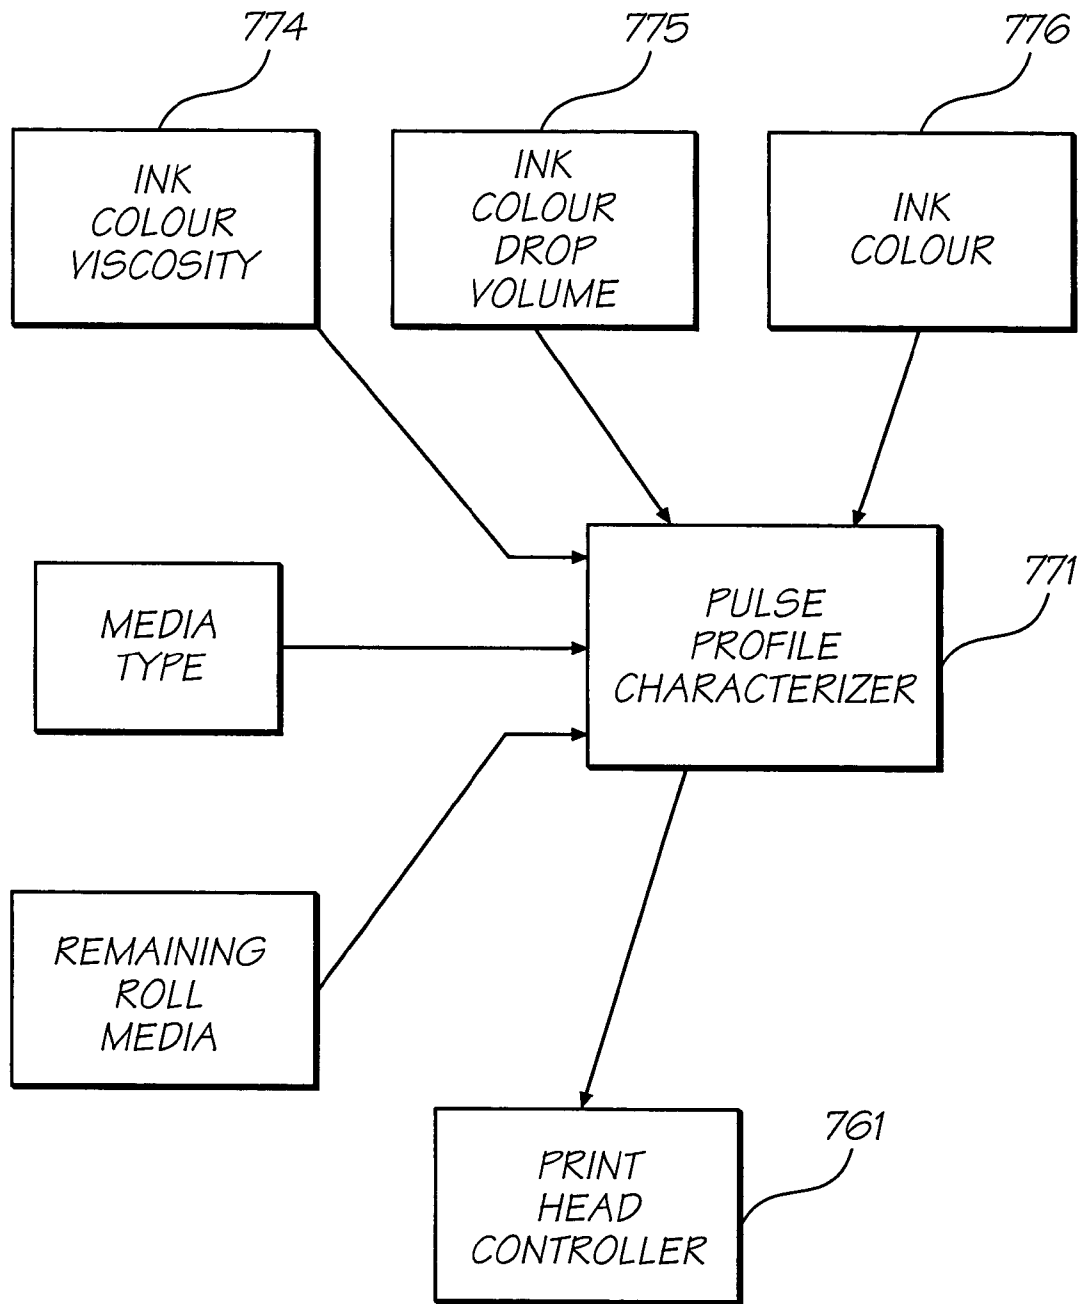 774
775
776
INK
COLOUR
VISCOSITY
INK
COLOUR
DROP
VOLUME
INK
COLOUR
771
MEDIA
TYPE
PULSE
PROFILE
CHARACTERIZER
REMAINING
ROLL
MEDIA
761
PRINT
HEAD
CONTROLLER